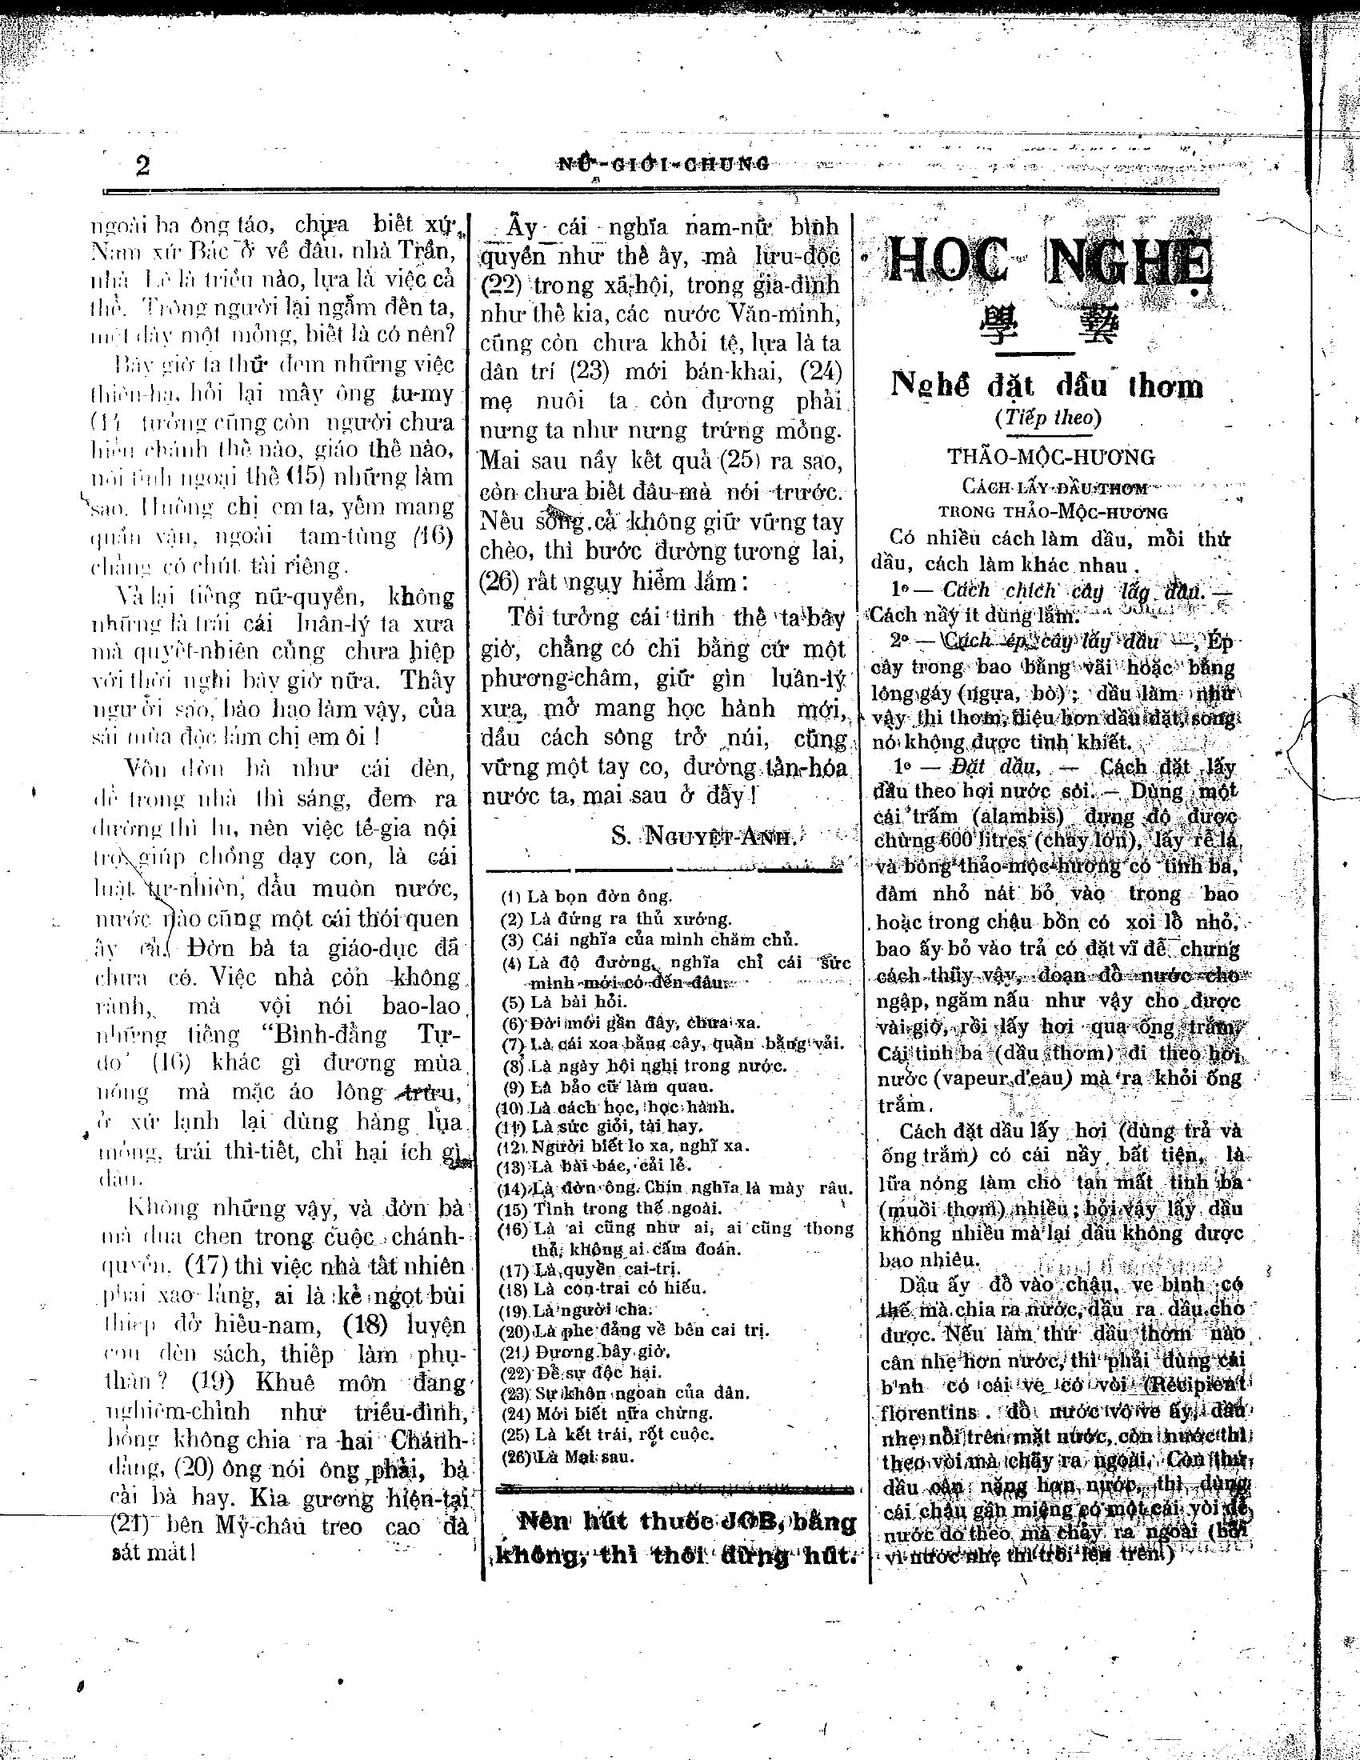 2
NỮ-GIỚI-CHUNG
ngoài ba ông táo, chưa biết xứ
Nam xứ Bắc ở về đâu, nhà Trần,
nhà Lê là triều nào, lựa là việc cả
thể. Trông người lại ngẫm đến ta,
một dày một mỏng, biết là có nên?
Bây giờ ta thử đem những việc
thiên-hạ, hỏi lại mấy ông tu-my
(14 tưởng cũng còn người chưa
hiểu chánh thế nào, giáo thế nào,
nội tình ngoại thế (15) những làm
sao. Huống chị em ta, yếm mang
quần vận, ngoài tam-tùng (16)
chẳng có chút tài riêng.
Vả lại tiếng nữ-quyền, không
những là trái cái luân-lý ta xưa
mà quyết-nhiên củng chưa hiệp
với thời nghi bây giờ nữa. Thấy
người sao, bào hao làm vậy, của
sái mùa độc lắm chị em ôi!
Vốn đờn bà như cái đèn,
để trong nhà thì sáng, đem ra
đường thì lu, nên việc tề-gia nội
trợ, giúp chồng dạy con, là cái
luật tự-nhiên, dẫu muôn nước,
nước nào cũng một cái thói quen
ấy cả. Đờn bà ta giáo-dục đã
chưa có. Việc nhà còn không
rành, mà vội nói bao-lao
những tiếng "Bình-đẳng Tự-
do" (16) khác gì đương mùa
nóng mà mặc áo lông trừu,
ở xứ lạnh lại dùng hàng lụa
mỏng, trái thì-tiết, chỉ hại ích gì
đâu.
Không những vậy, và đờn bà
mà đua chen trong cuộc chánh-
quyền, (17) thì việc nhà tất nhiên
phải xao lảng, ai là kẻ ngọt bùi
thiếp đở hiếu-nam, (18) luyện
con đèn sách, thiếp làm phụ-
thân? (19) Khuê môn đang
nghiêm-chỉnh như triều-đình,
bỗng không chia ra hai Chánh-
đảng, (20) ông nói ông phải, bà
cải bà hay. Kia gương hiện-tại
(21) bên Mỹ-châu treo cao đà
sát mắt!
Ấy cái nghĩa nam-nữ bình
quyền như thế ấy, mà lưu-độc
(22) trong xã-hội, trong gia-đình
như thế kia, các nước Văn-minh,
cũng còn chưa khỏi tệ, lựa là ta
dân trí (23) mới bán-khai, (24)
mẹ nuôi ta còn đương phải
nưng ta như nưng trứng mỏng.
Mai sau nầy kết quả (25) ra sao,
còn chưa biết đâu mà nói trước.
Nếu sông cả không giữ vững tay
chèo, thì bước đường tương lai,
(26) rất nguy hiểm lắm:
Tôi tưởng cái tình thế ta bây
giờ, chẳng có chi bằng cứ một
phương-châm, giữ gìn luân-lý
xưa, mở mang học hành mới,
dầu cách sông trở núi, cũng
vững một tay co, đường tấn-hóa
nước ta, mai sau ở đấy!
S. NGUYỆT-ANH.
(1) Là bọn đờn ông.
(2) Là đứng ra thủ xướng.
(3) Cái nghĩa của mình chăm chủ.
(4) Là độ đường, nghĩa chỉ cái sức
mình mới có đến đâu.
(5) Là bài hỏi.
(6) Đời mới gần đây, chưa xa.
(7) Là cái xoa bằng cây, quần bằng vải.
(8) Là ngày hội nghị trong nước.
(9) Là bảo cử làm quan.
(10) Là cách học, học hành.
(11) Là sức giỏi, tài hay.
(12) Người biết lo xa, nghĩ xa.
(13) Là bài bác, cải lẻ.
(14) Là đờn ông. Chín nghĩa là mày râu.
(15) Tình trong thế ngoài.
(16) Là ai cũng như ai, ai cũng thong
thả, không ai cấm đoán.
(17) Là quyền cai-trị.
(18) Là con trai có hiếu.
(19) Là người cha.
(20) Là phe đảng về bên cai trị.
(21) Đương bây giờ.
(22) Để sự độc hại.
(23) Sự khôn ngoan của dân.
(24) Mới biết nữa chừng.
(25) Là kết trái, rốt cuộc.
(26) Là Mai sau.
Nên hút thuốc JOB, bằng
không, thì thôi đừng hút.
HỌC NGHỆ
學 藝
Nghề đặt dầu thơm
(Tiếp theo)
THẢO-MỘC-HƯƠNG
CÁCH LẤY DẦU THƠM
TRONG THẢO-MỘC-HƯƠNG
Có nhiều cách làm dầu, mỗi thứ
dầu, cách làm khác nhau.
1º — Cách chích cây lấy dầu. —
Cách nầy ít dùng lắm.
2º — Cách ép cây lấy dầu —, Ép
cây trong bao bằng vãi hoặc bằng
lông gáy (ngựa, bò); dầu làm như
vậy thì thơm, diệu hơn dầu đặt, song
nó không được tinh khiết.
1º — Đặt dầu, — Cách đặt lấy
dầu theo hơi nước sôi. — Dùng một
cái trấm (alambis) đựng độ được
chừng 600 litres (chảy lớn), lấy rễ lá
và bông thảo-mộc-hương có tinh ba,
đâm nhỏ nát bỏ vào trong bao
hoặc trong chậu bồn có xoi lỗ nhỏ,
bao ấy bỏ vào trả có đặt vĩ để chưng
cách thủy vậy, đoạn đổ nước cho
ngập, ngăm nấu như vậy cho được
vài giờ, rồi lấy hơi qua ống trấm,
Cái tinh ba (dầu thơm) đi theo hơi
nước (vapeur d'eau) mà ra khỏi ống
trấm.
Cách đặt dầu lấy hơi (dùng trả và
ống trấm) có cái nầy bất tiện, là
lữa nóng làm cho tan mất tinh ba
(muồi thơm) nhiều; bởi vậy lấy dầu
không nhiều mà lại dầu không được
bao nhiêu.
Dầu ấy đổ vào chậu, ve bình có
thể mà chia ra nước, dầu ra dầu cho
được. Nếu làm thứ dầu thơm nào
cân nhẹ hơn nước, thì phải dùng cái
bình có cái ve có vòi (Récipient
florentins. đổ nước vô ve ấy, dầu
nhẹ nổi trên mặt nước, còn nước thì
theo vòi mà chảy ra ngoài. Còn thứ
dầu cân nặng hơn nước, thì dùng
cái chậu gần miệng có một cái vòi để
nước do theo mà chảy ra ngoài (bởi
vì nước nhẹ thì trồi lên trên.)